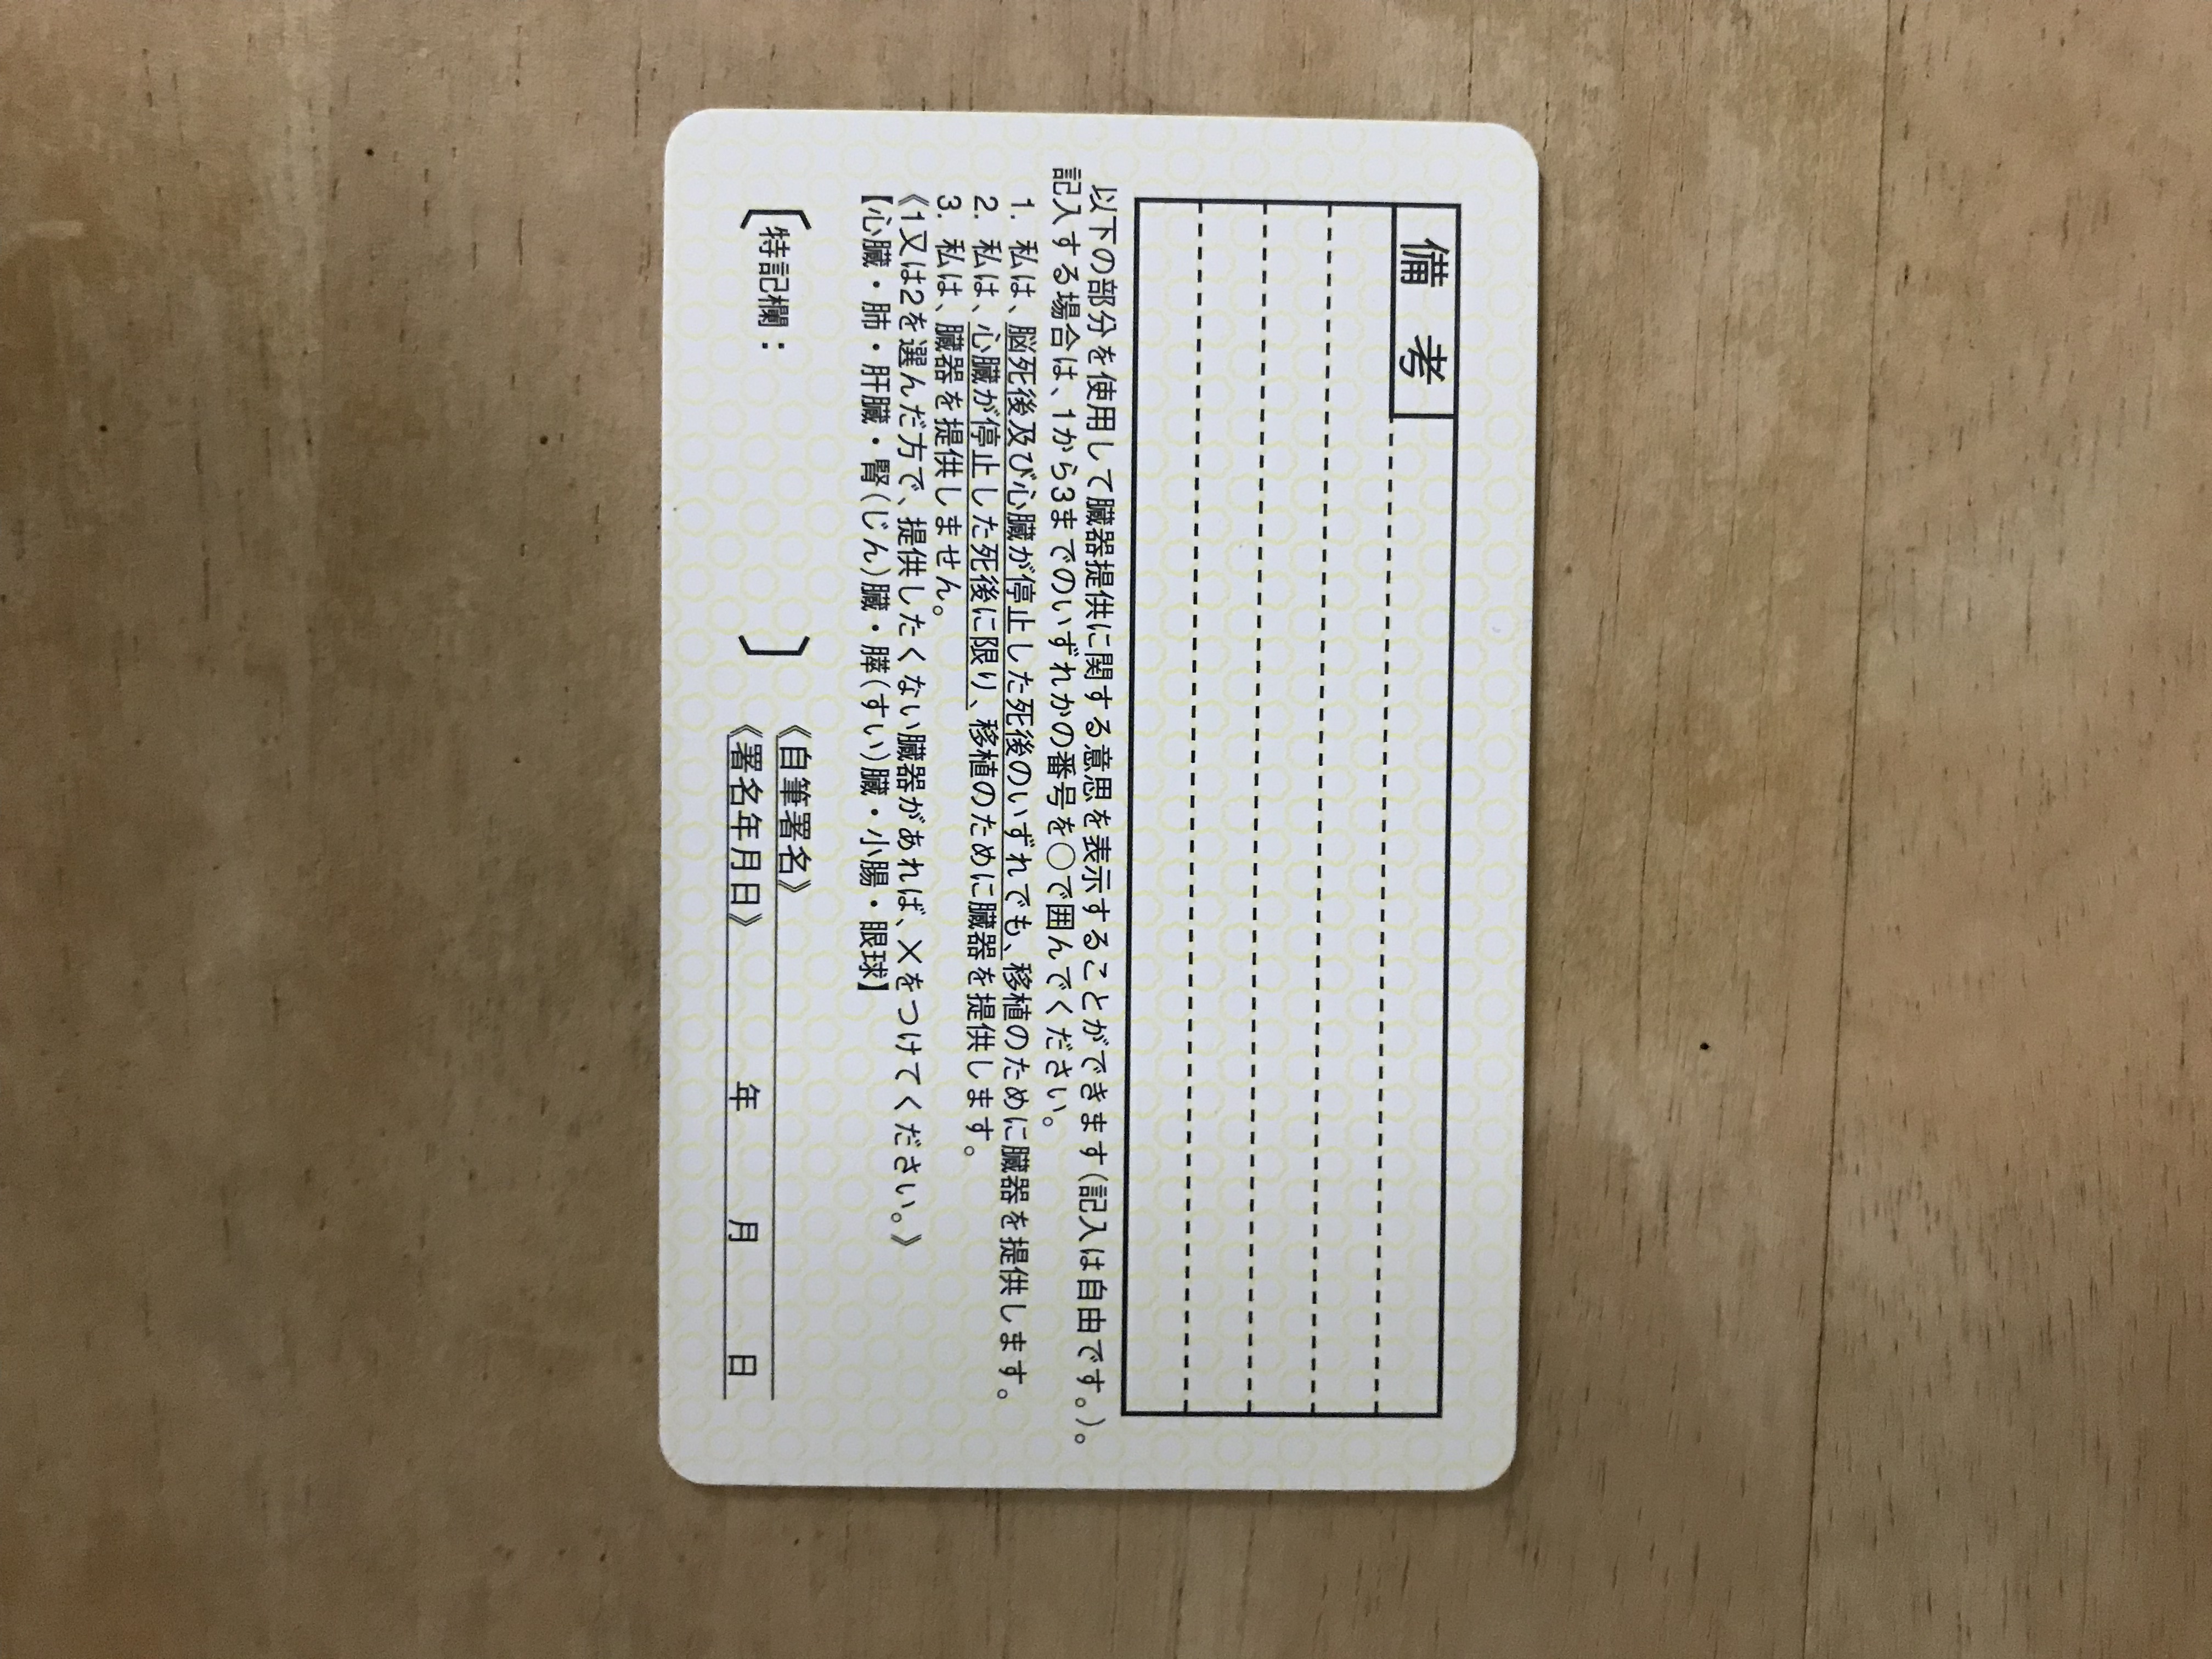 備考
以下の部分を使用して臓器提供に関する意思を表示することができます(記入は自由です。)。
記入する場合は、1から3までのいずれかの番号を○で囲んでください。
1. 私は、脳死後及び心臓が停止した死後のいずれでも、移植のために臓器を提供します。
2. 私は、心臓が停止した死後に限り、移植のために臓器を提供します。
3. 私は、臓器を提供しません。
《1又は2を選んだ方で、提供したくない臓器があれば、×をつけてください。》
【心臓・肺・肝臓・腎(じん)臓・膵(すい)臓・小腸・眼球】
〔特記欄: 〕
《自筆署名》
《署名年月日》 年 月 日